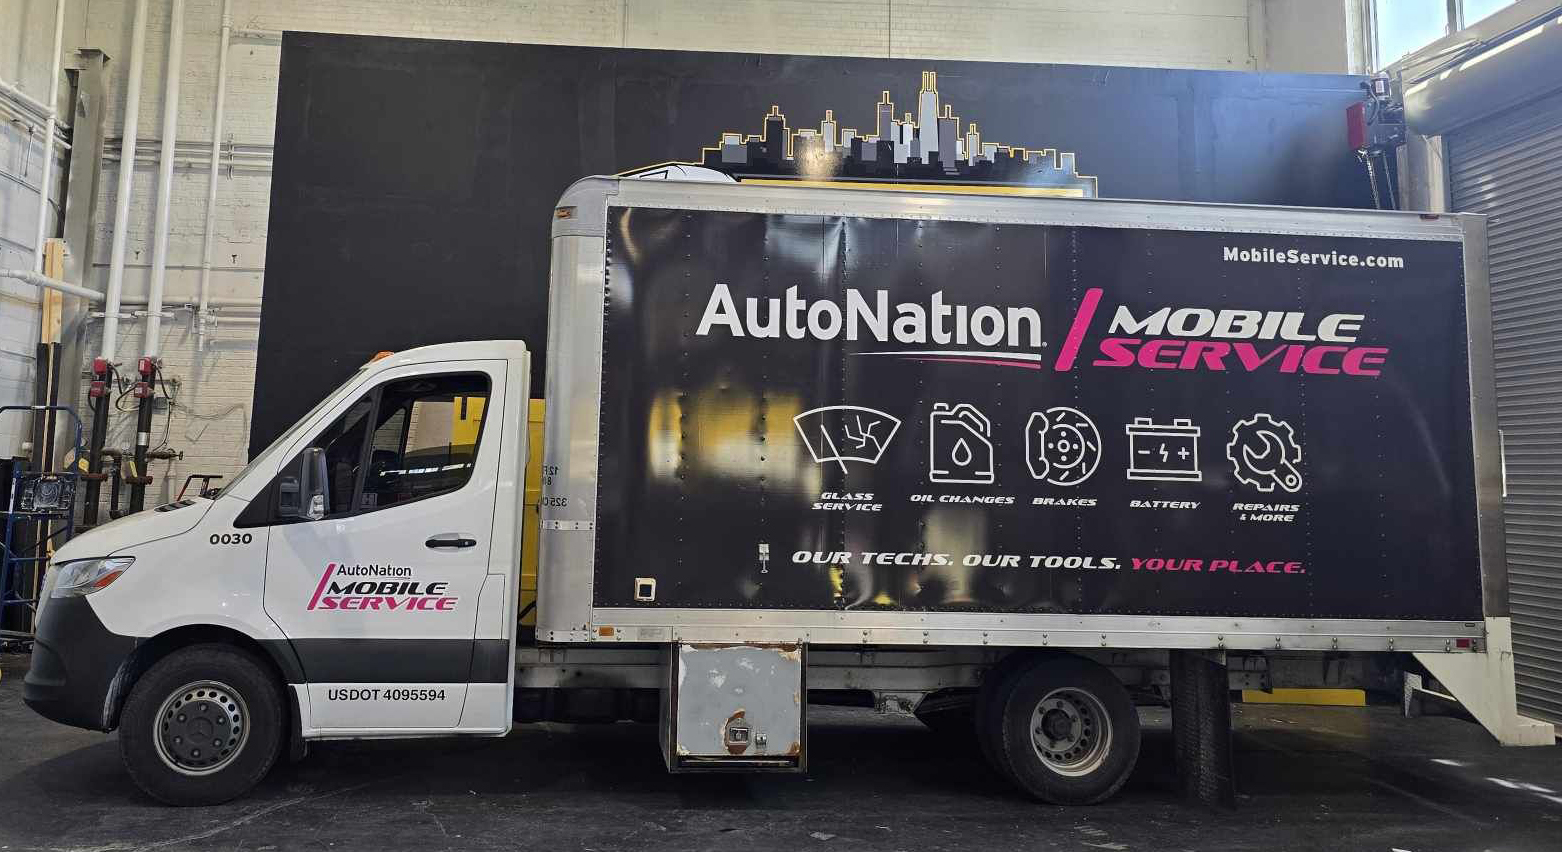 MobileService.com
AutoNation
MOBILE
SERVICE
GLASS
SERVICE
OIL CHANGES
BRAKES
BATTERY
REPAIRS
& MORE
OUR TECHS. OUR TOOLS. YOUR PLACE.
0030
AutoNation
MOBILE
SERVICE
USDOT 4095594